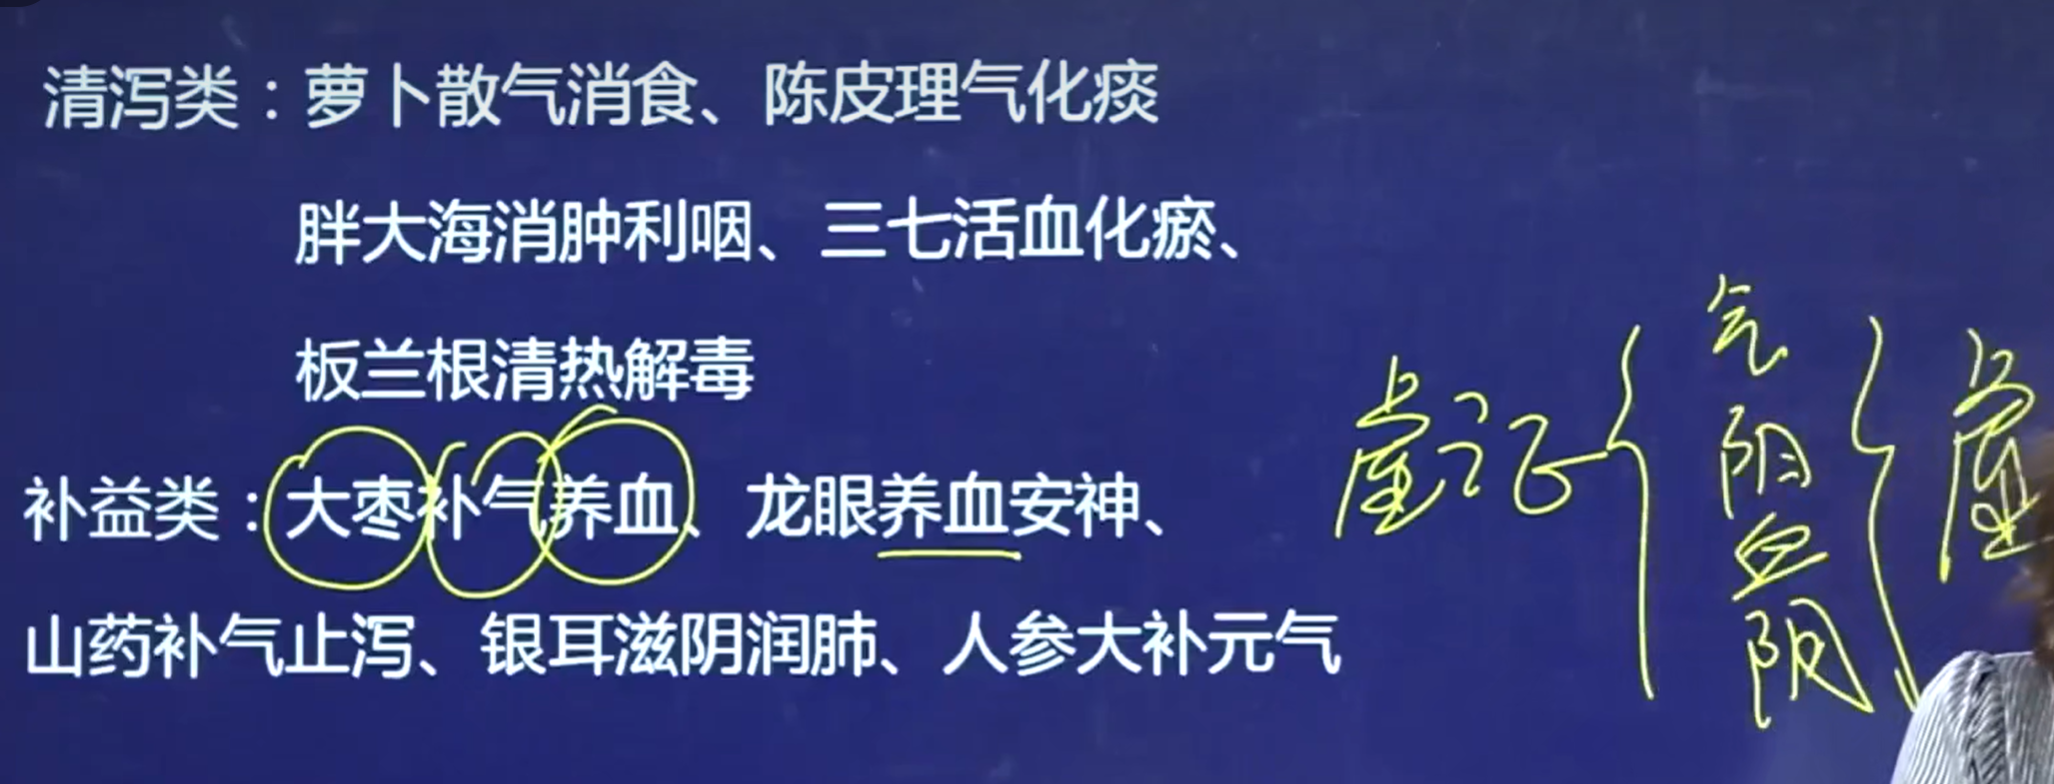 清泻类：萝卜散气消食、陈皮理气化痰
胖大海消肿利咽、三七活血化瘀、
板兰根清热解毒
补益类：大枣补气养血、龙眼养血安神、
山药补气止泻、银耳滋阴润肺、人参大补元气
虚证
气
阳
血
阴
虚